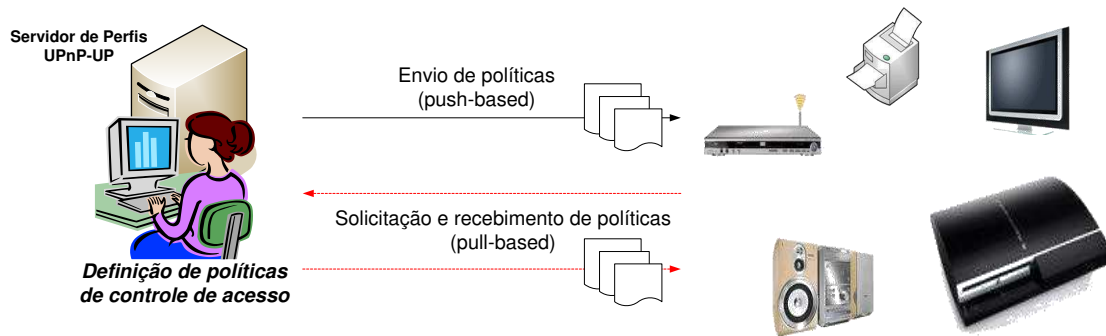 Servidor de Perfis
UPnP-UP
Envio de políticas
(push-based)
Solicitação e recebimento de políticas
(pull-based)
Definição de políticas
de controle de acesso